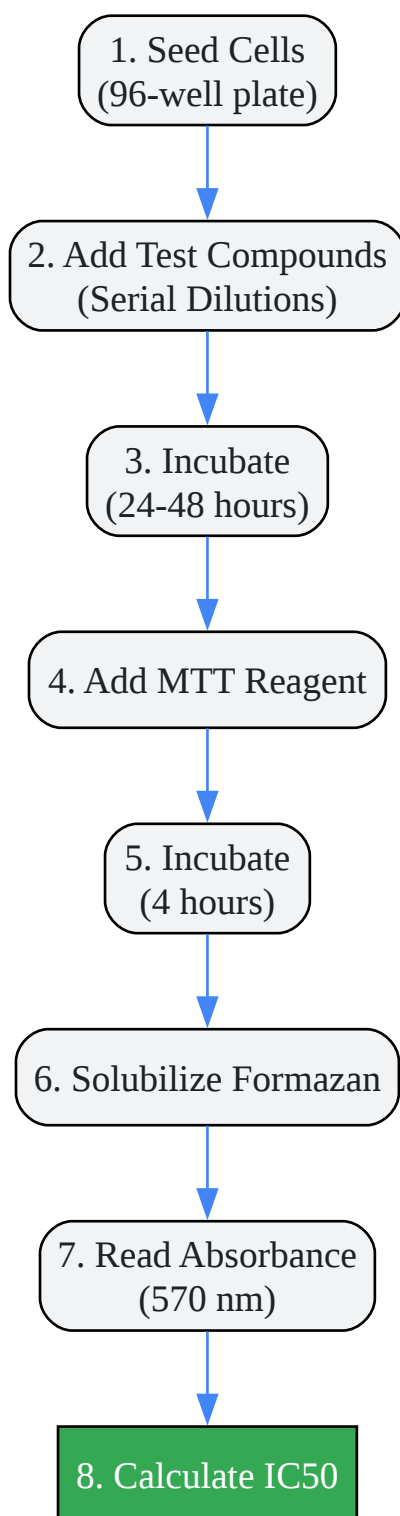 1. Seed Cells
(96-well plate)
2. Add Test Compounds
(Serial Dilutions)
3. Incubate
(24-48 hours)
4. Add MTT Reagent
5. Incubate
(4 hours)
6. Solubilize Formazan
7. Read Absorbance
(570 nm)
8. Calculate IC50